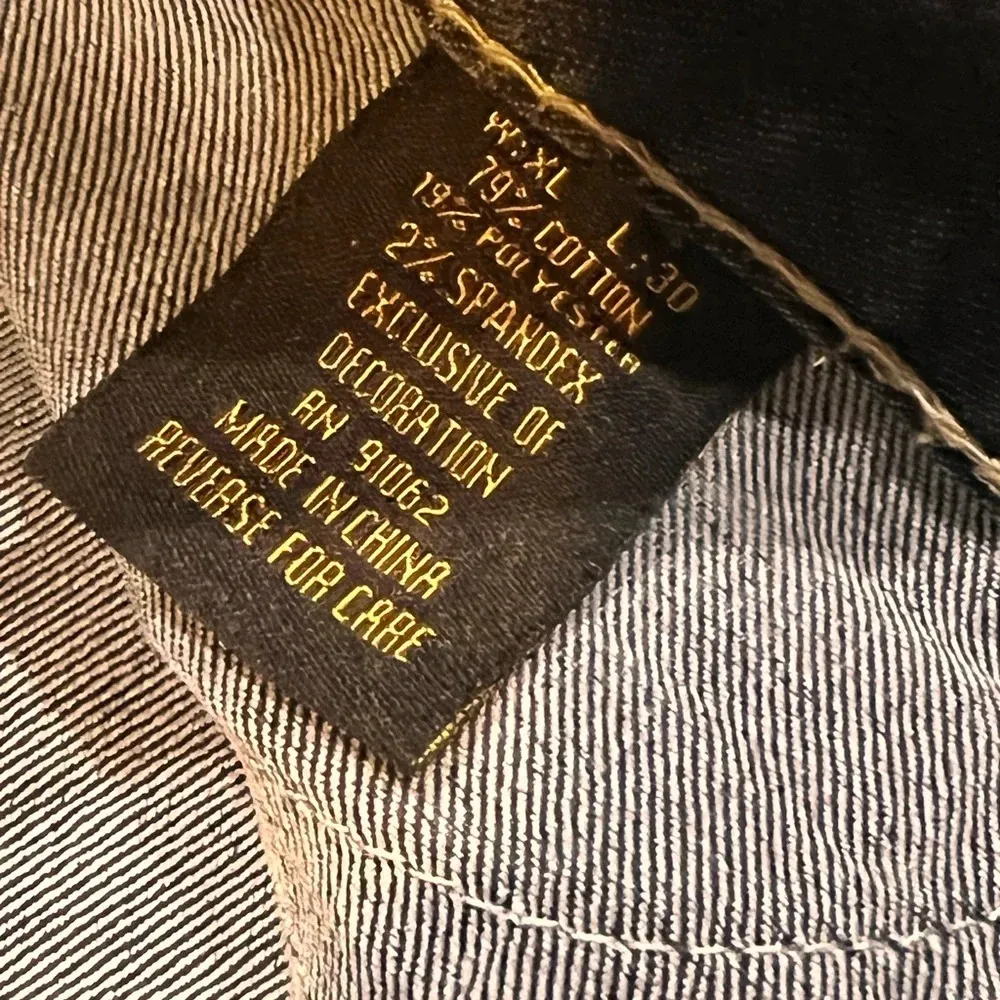 W:XL L:30
79% COTTON
19% POLYESTER
2% SPANDEX
EXCLUSIVE OF
DECORATION
RN 91062
MADE IN CHINA
REVERSE FOR CARE